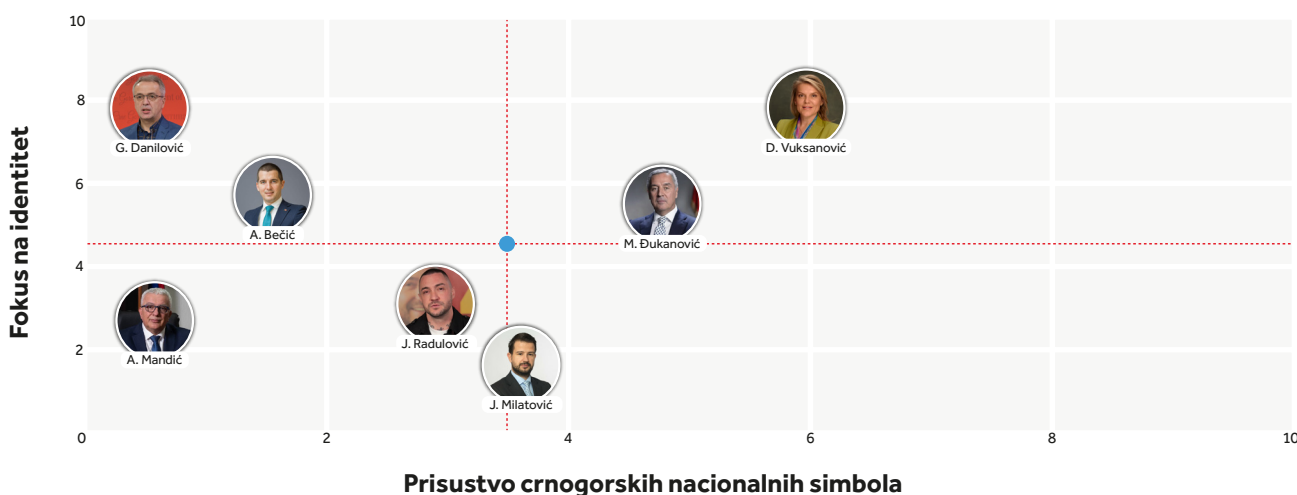 10
8
6
4
2
0
2
4
6
8
10
Fokus na identitet
G. Danilović
D. Vuksanović
A. Bečić
M. Đukanović
J. Radulović
A. Mandić
J. Milatović
Prisustvo crnogorskih nacionalnih simbola